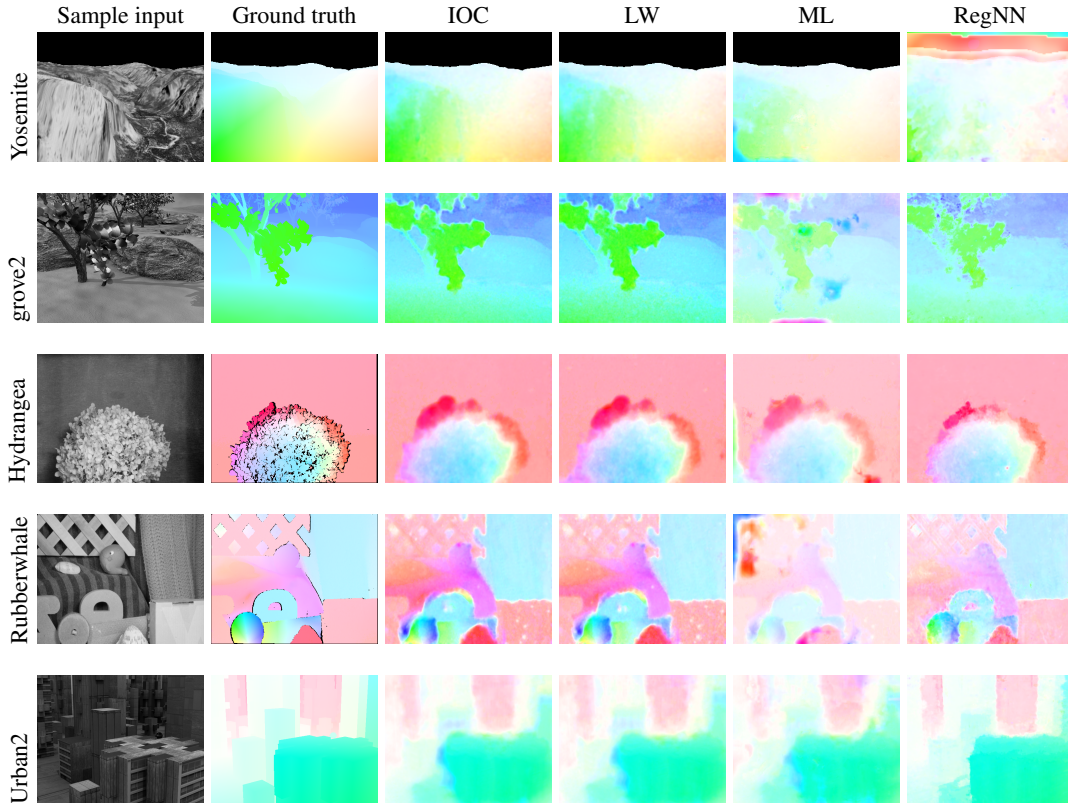 Sample input Ground truth IOC LW ML RegNN
Yosemite
grove2
Hydrangea
Rubberwhale
Urban2